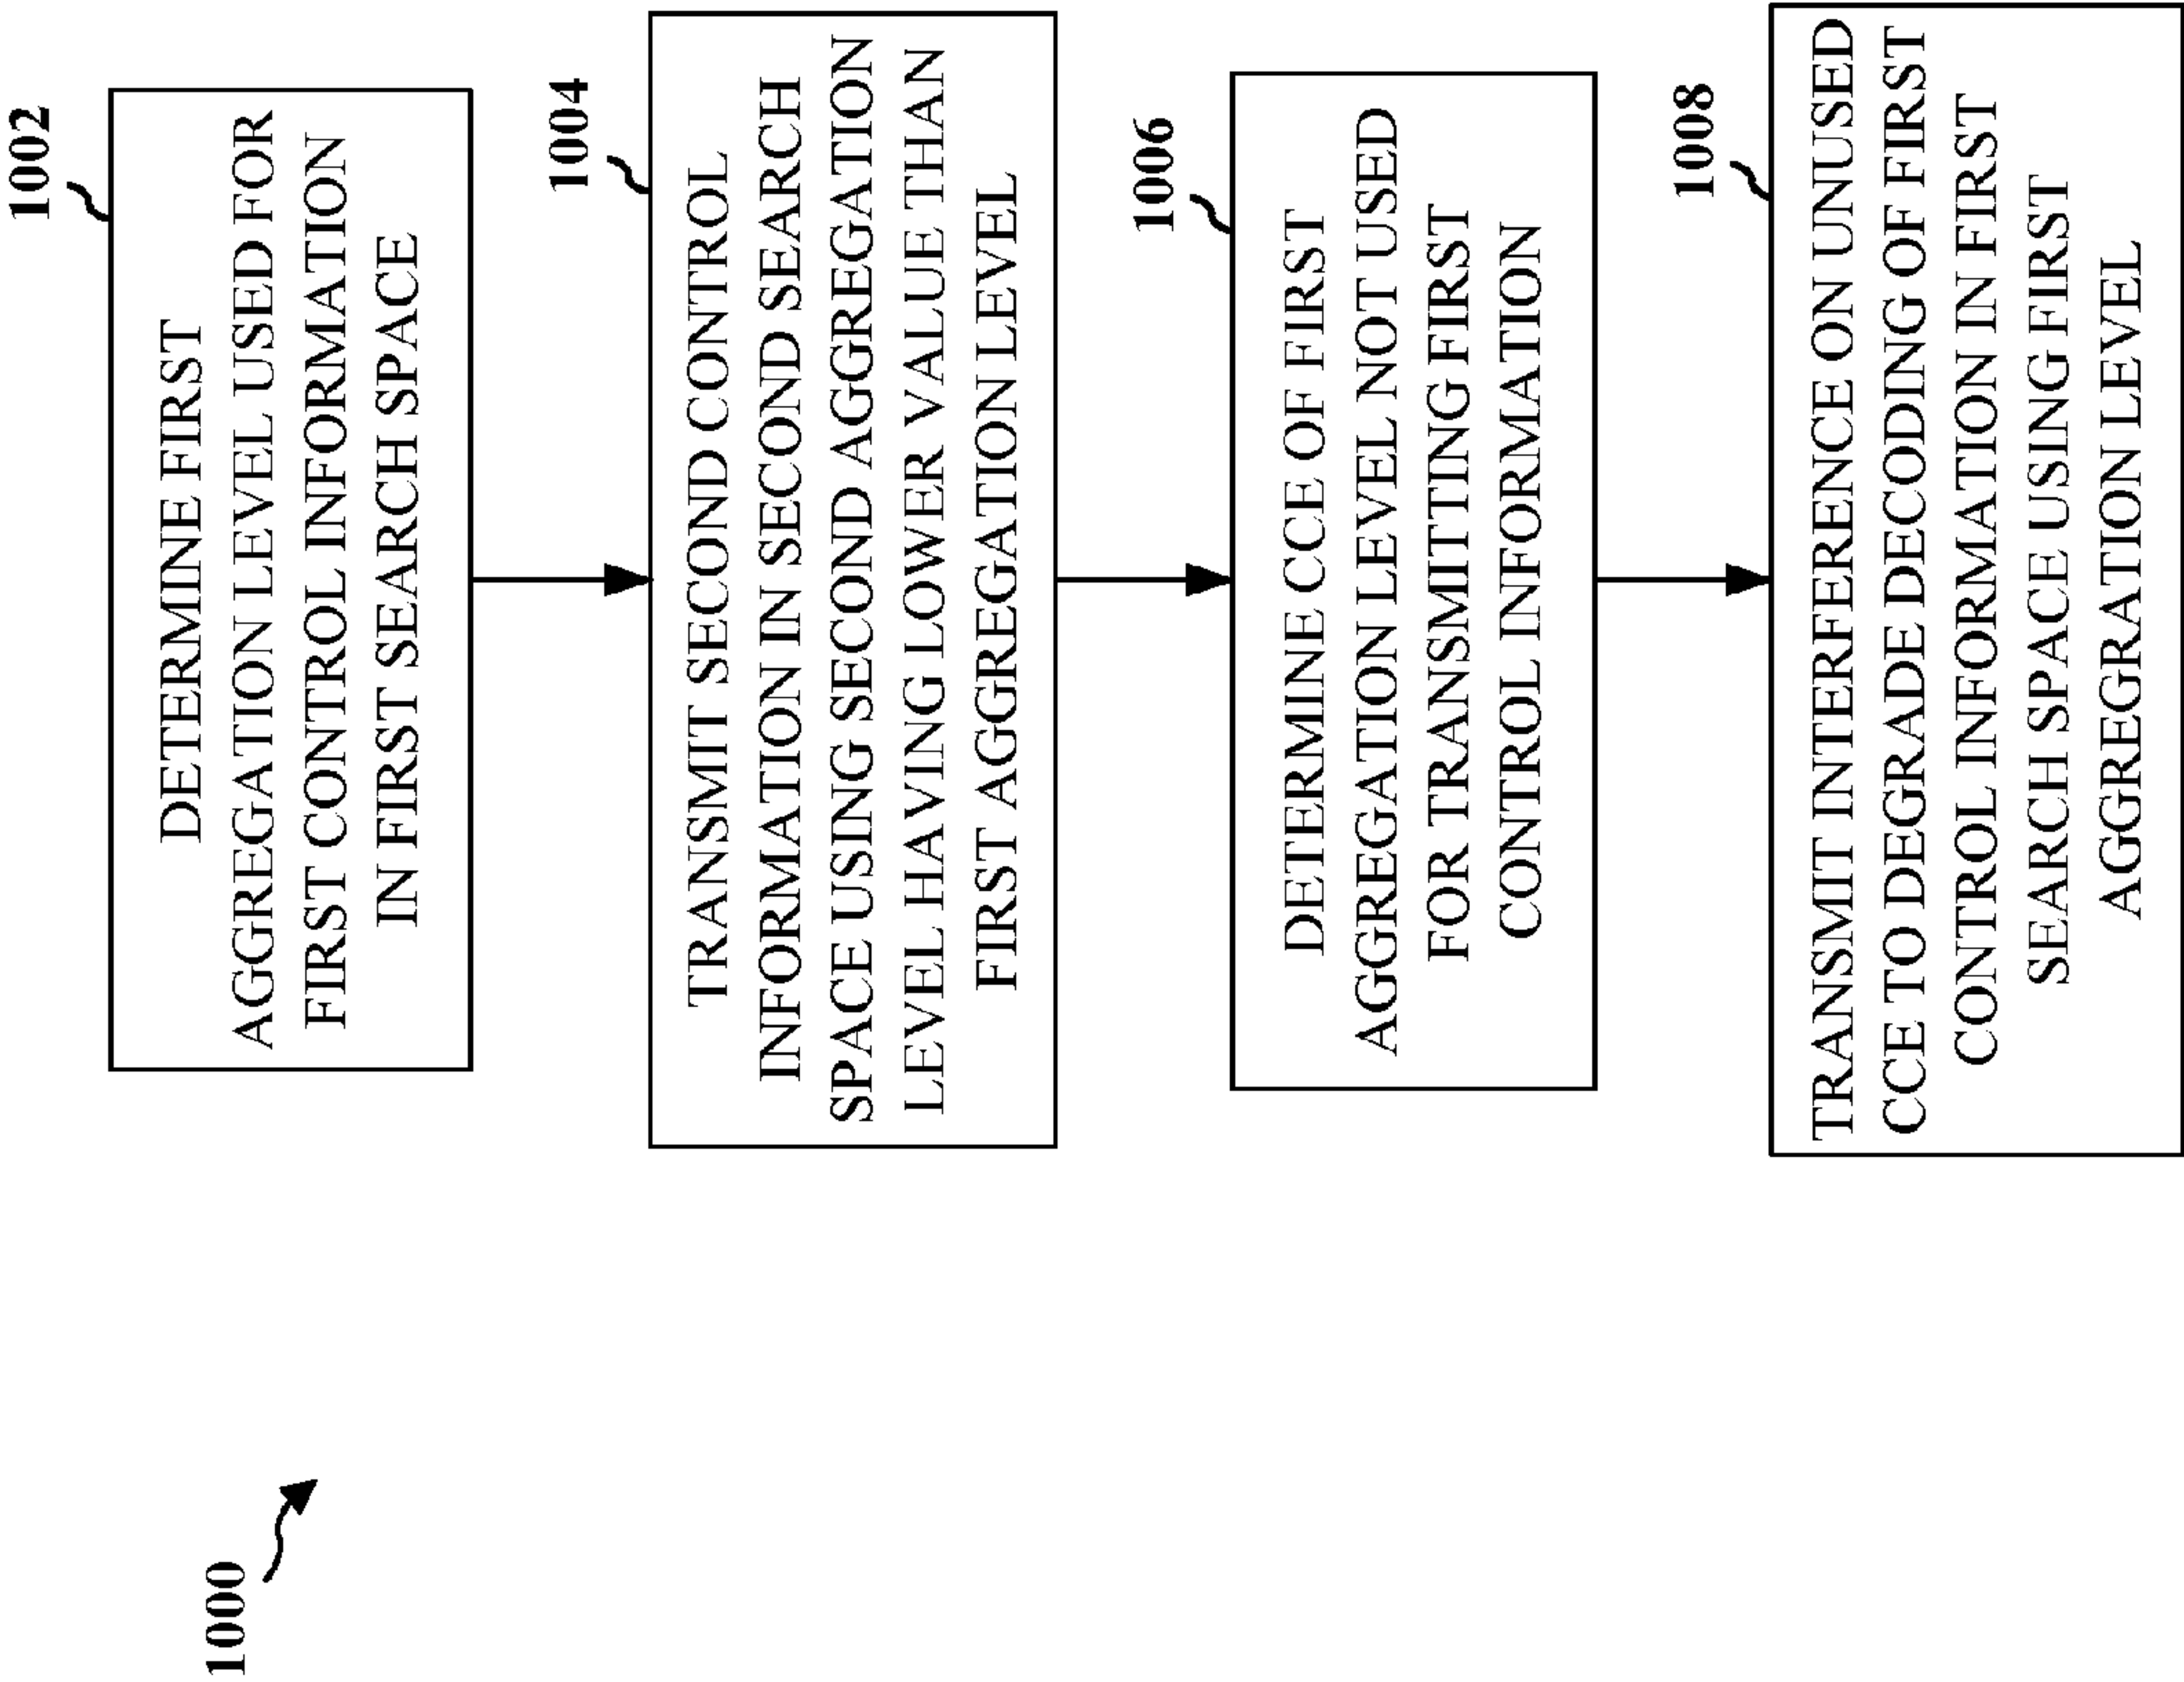 1000
1002
DETERMINE FIRST
AGGREGATION LEVEL USED FOR
FIRST CONTROL INFORMATION
IN FIRST SEARCH SPACE
1004
TRANSMIT SECOND CONTROL
INFORMATION IN SECOND SEARCH
SPACE USING SECOND AGGREGATION
LEVEL HAVING LOWER VALUE THAN
FIRST AGGREGATION LEVEL
1006
DETERMINE CCE OF FIRST
AGGREGATION LEVEL NOT USED
FOR TRANSMITTING FIRST
CONTROL INFORMATION
1008
TRANSMIT INTERFERENCE ON UNUSED
CCE TO DEGRADE DECODING OF FIRST
CONTROL INFORMATION IN FIRST
SEARCH SPACE USING FIRST
AGGREGATION LEVEL